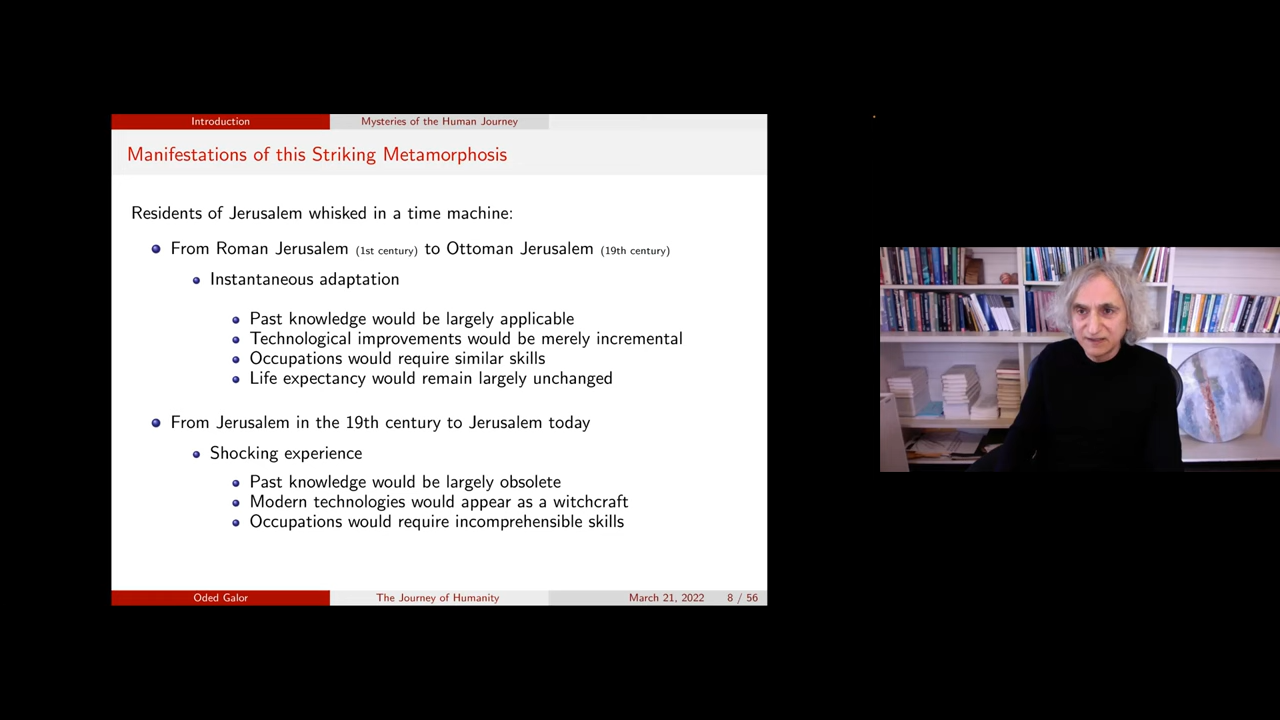 Introduction
Mysteries of the Human Journey
Manifestations of this Striking Metamorphosis
Residents of Jerusalem whisked in a time machine:
From Roman Jerusalem (1st century) to Ottoman Jerusalem (19th century)
Instantaneous adaptation
Past knowledge would be largely applicable
Technological improvements would be merely incremental
Occupations would require similar skills
Life expectancy would remain largely unchanged
From Jerusalem in the 19th century to Jerusalem today
Shocking experience
Past knowledge would be largely obsolete
Modern technologies would appear as a witchcraft
Occupations would require incomprehensible skills
Oded Galor
The Journey of Humanity
March 21, 2022
8 / 56